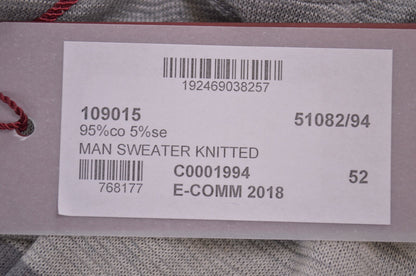 192469038257
109015 51082/94
95%co 5%se
MAN SWEATER KNITTED
C0001994 52
768177 E-COMM 2018